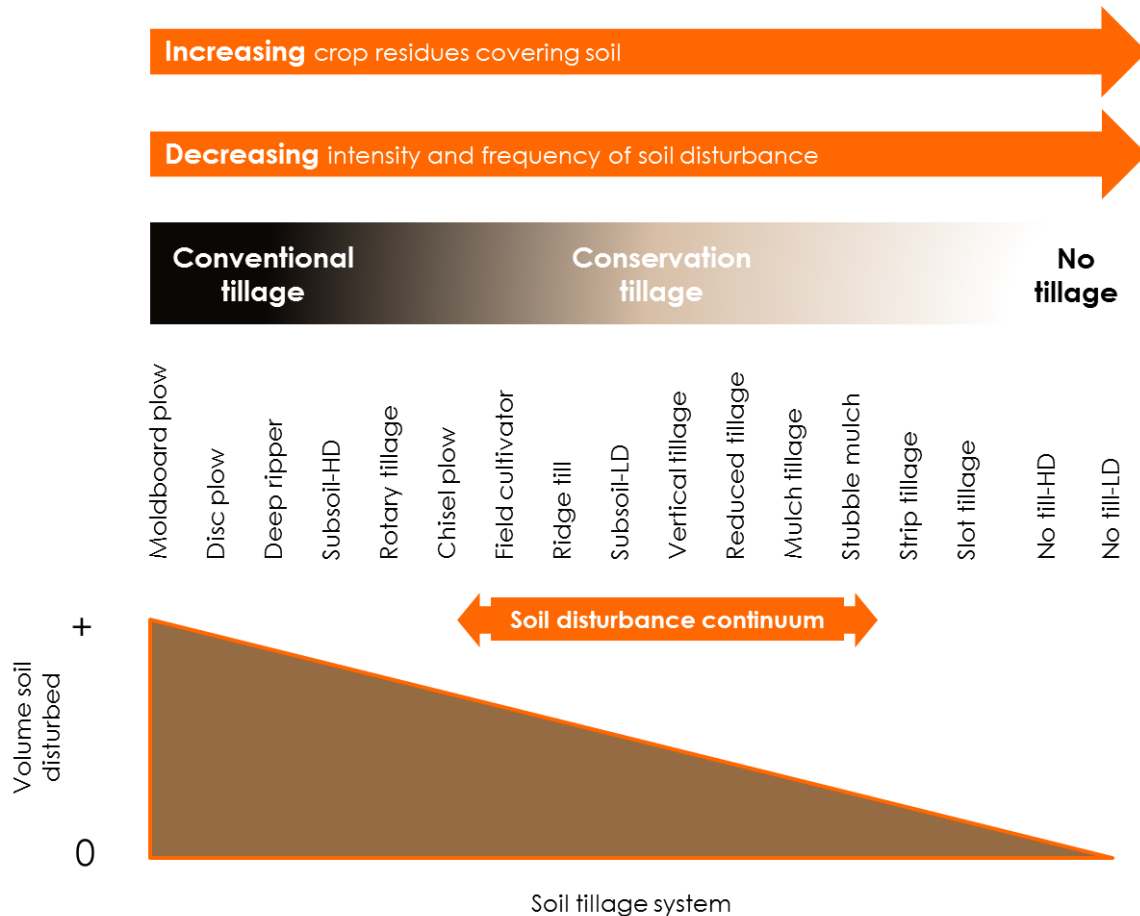 Increasing crop residues covering soil
Decreasing intensity and frequency of soil disturbance
Conventional
tillage
Conservation
tillage
No
tillage
Moldboard plow
Disc plow
Deep ripper
Subsoil-HD
Rotary tillage
Chisel plow
Field cultivator
Ridge till
Subsoil-LD
Vertical tillage
Reduced tillage
Mulch tillage
Stubble mulch
Strip tillage
Slot tillage
No till-HD
No till-LD
Soil disturbance continuum
+
Volume soil
disturbed
0
Soil tillage system